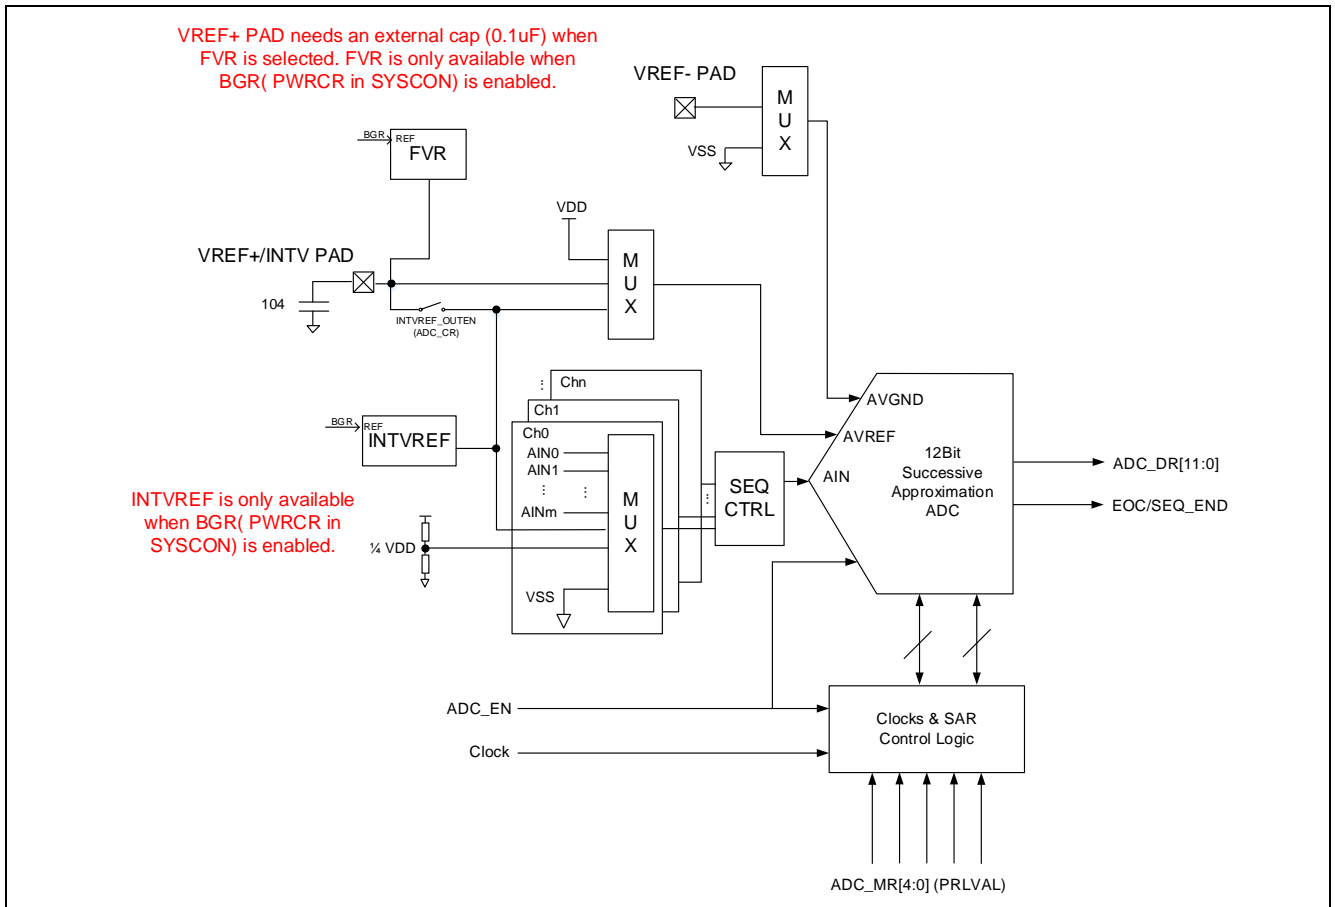 VREF+ PAD needs an external cap (0.1uF) when
FVR is selected. FVR is only available when
BGR( PWRCR in SYSCON) is enabled.
VREF- PAD
M
U
X
VSS
BGR
REF
FVR
VDD
VREF+/INTV PAD
M
U
X
104
INTVREF_OUTEN
(ADC_CR)
Chn
Ch1
Ch0
AVGND
AVREF
BGR
REF
INTVREF
AIN0
AIN1
AINm
M
U
X
SEQ
CTRL
AIN
12Bit
Successive
Approximation
ADC
ADC_DR[11:0]
EOC/SEQ_END
INTVREF is only available
when BGR( PWRCR in
SYSCON) is enabled.
¼ VDD
VSS
ADC_EN
Clock
Clocks & SAR
Control Logic
ADC_MR[4:0] (PRLVAL)